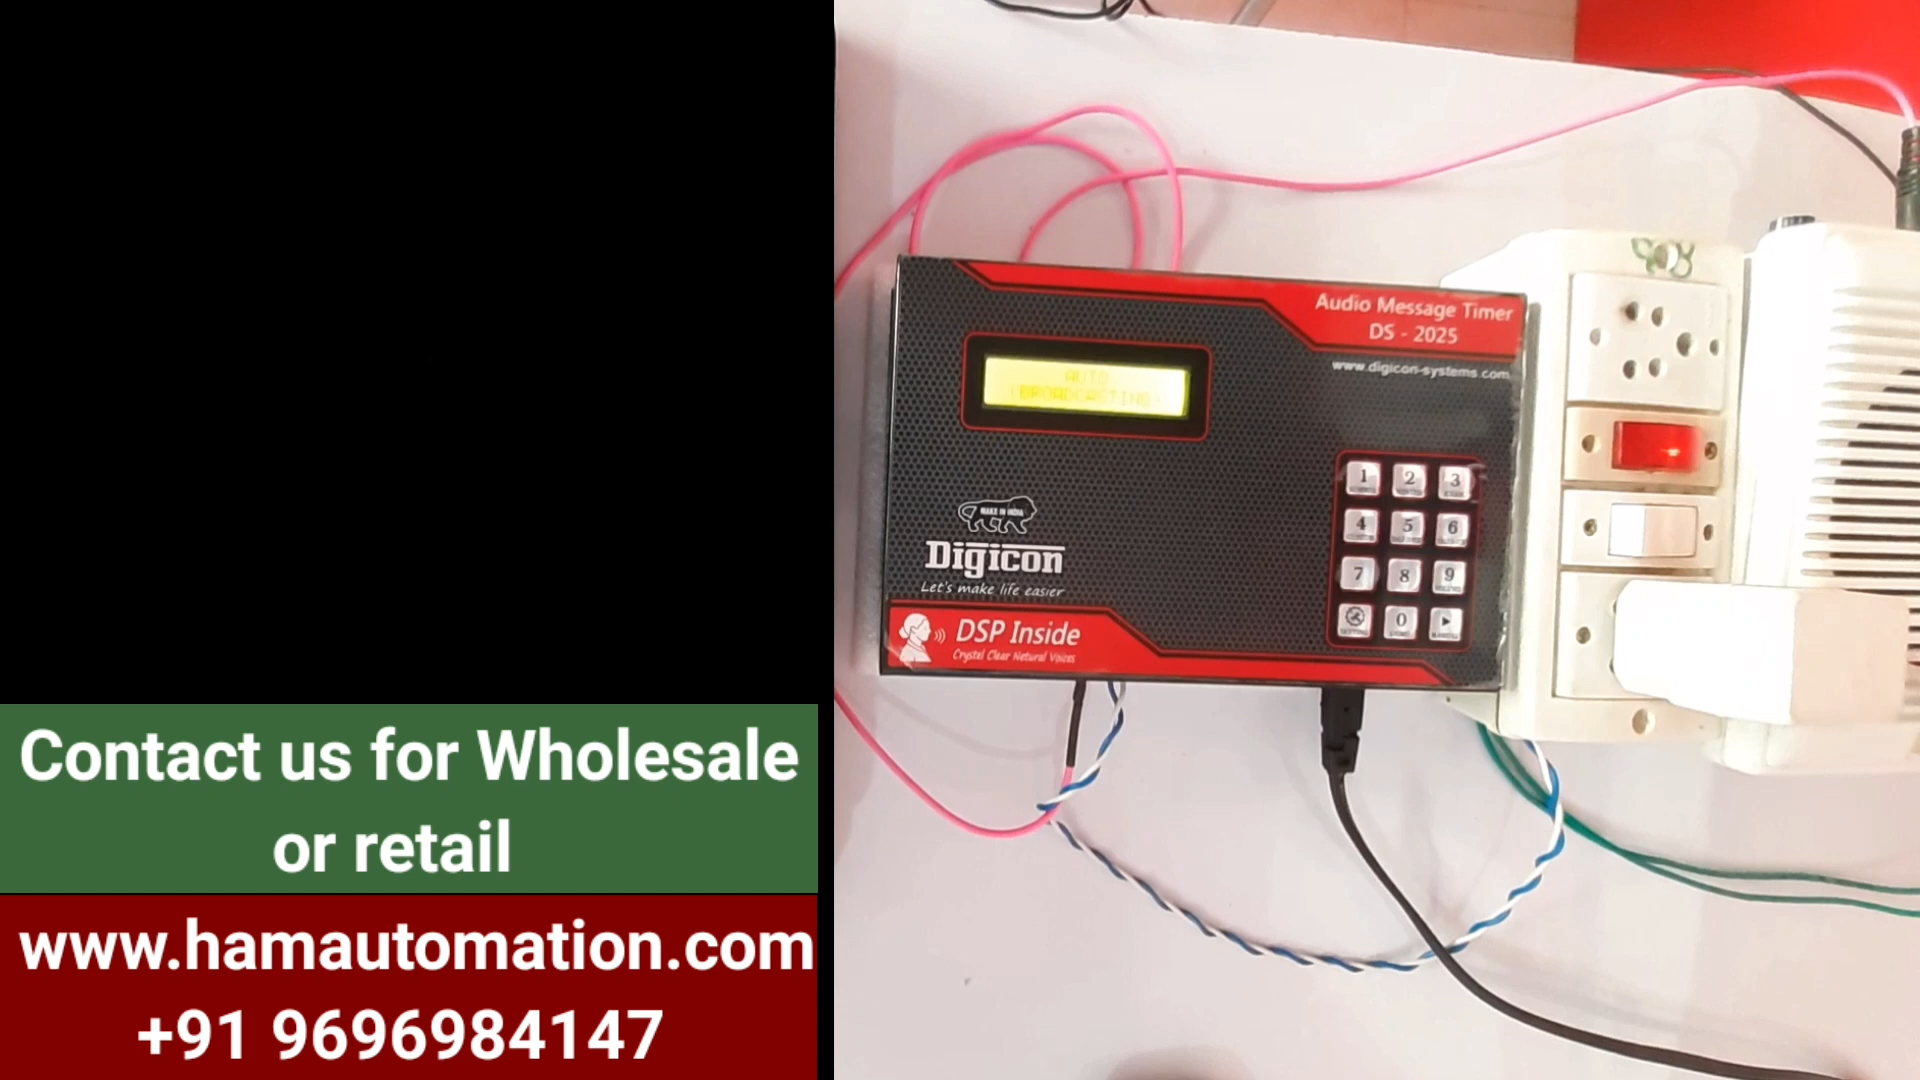 Contact us for Wholesale
or retail
www.hamautomation.com
+91 9696984147
Audio Message Timer
DS - 2025
www.digicon-systems.com
AUTO
BROADCASTING
1 2 3
4 5 6
7 8 9
0
MAKE IN INDIA
Digicon
Let's make life easier
DSP Inside
Crystal Clear Netural Voices